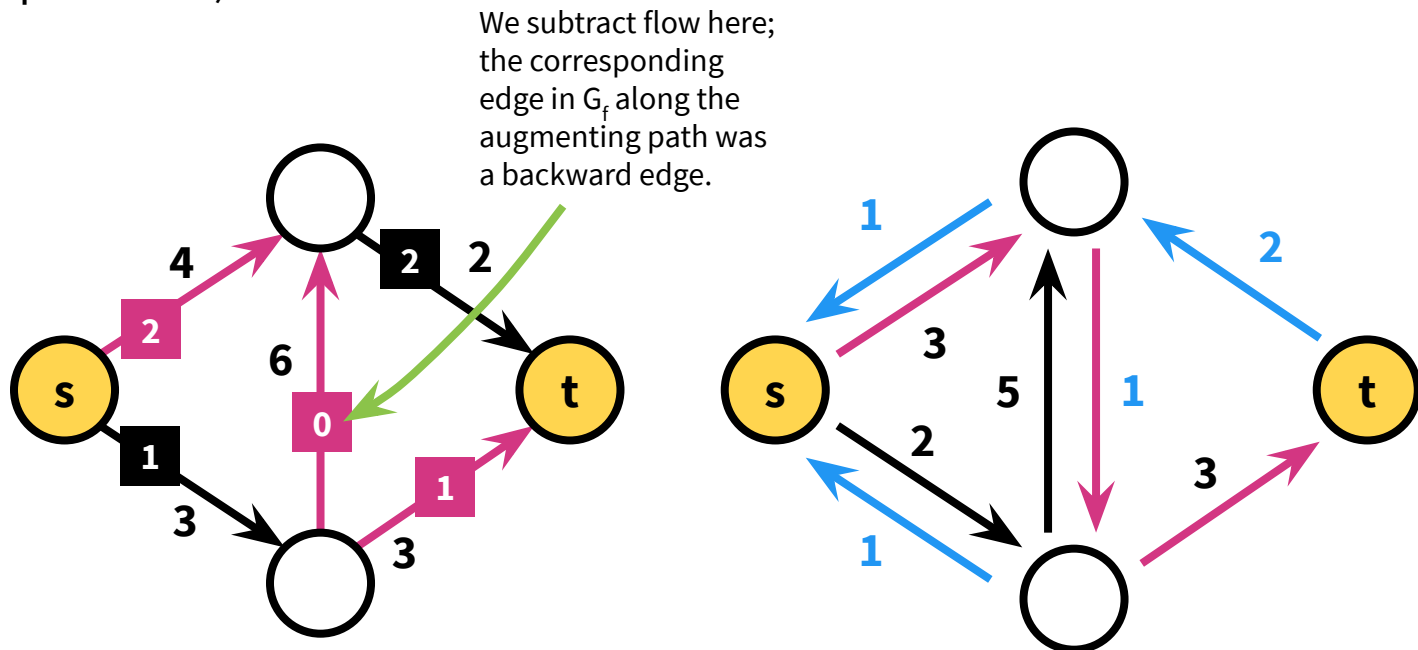 We subtract flow here;
the corresponding
edge in Gf along the
augmenting path was
a backward edge.
4
2
2
2
6
s
0
t
1
3
1
3
1
3
2
s
5
1
t
2
3
1